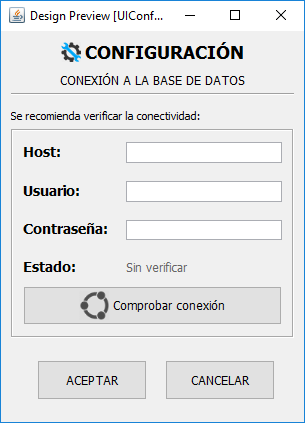 Design Preview [UIConf...
CONFIGURACIÓN
CONEXIÓN A LA BASE DE DATOS
Se recomienda verificar la conectividad:
Host:
Usuario:
Contraseña:
Estado: Sin verificar
Comprobar conexión
ACEPTAR CANCELAR